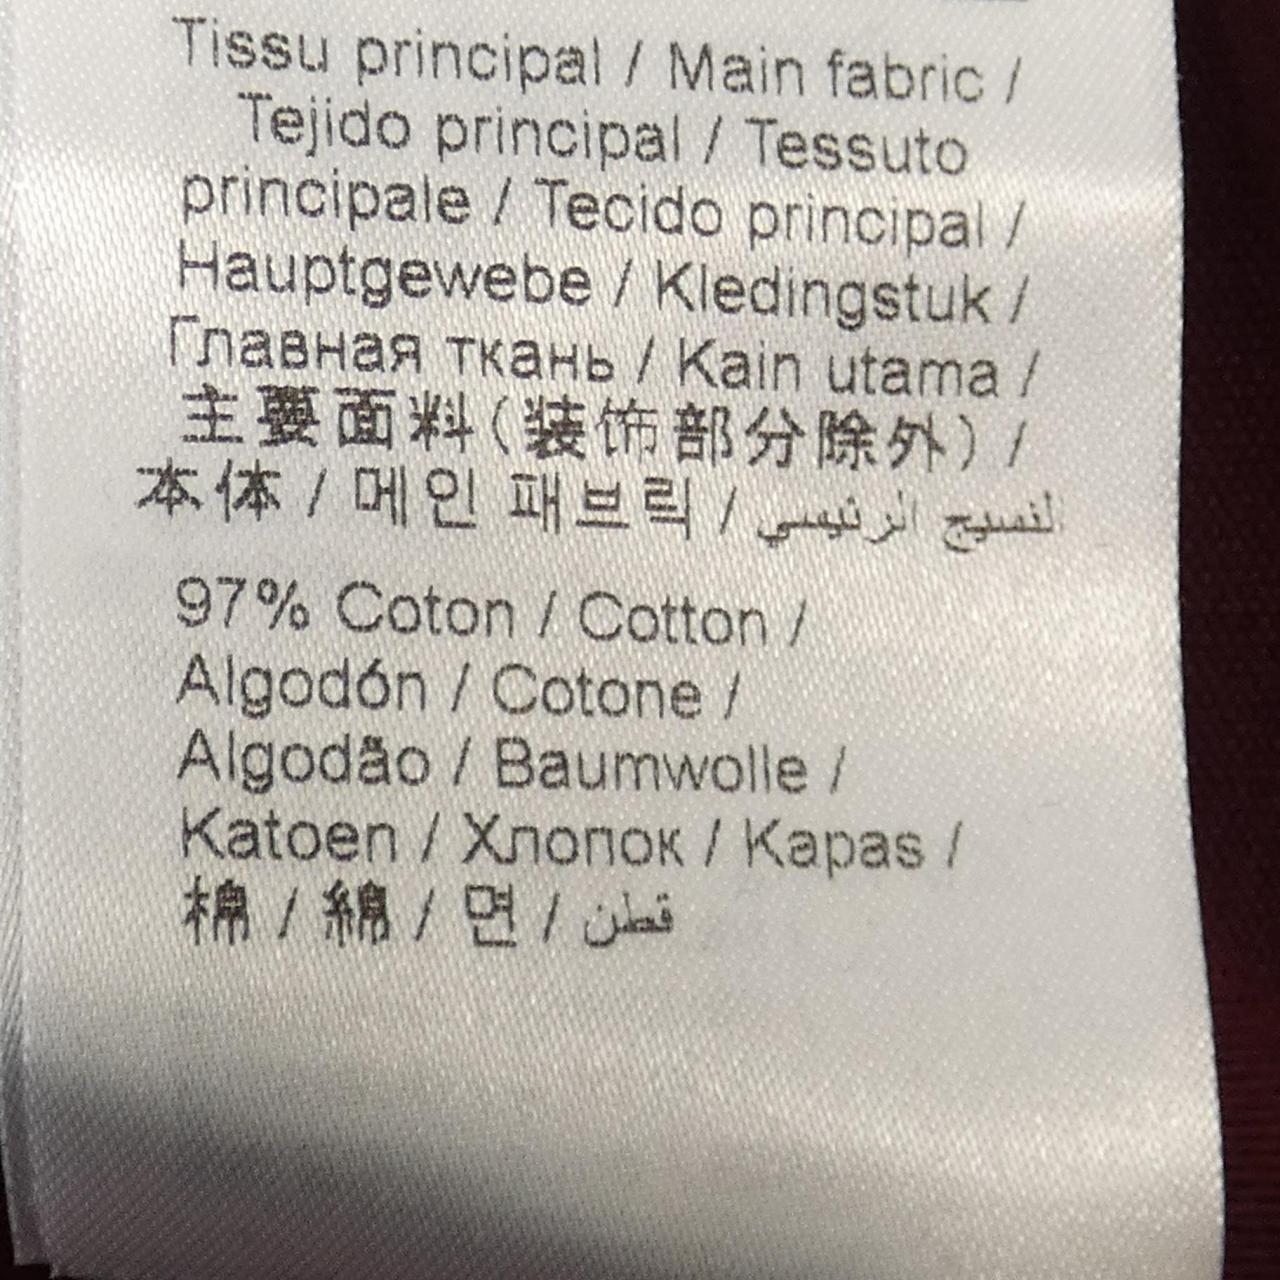 Tissu principal / Main fabric /
Tejido principal / Tessuto
principale / Tecido principal /
Hauptgewebe / Kledingstuk /
Главная ткань / Kain utama /
主要面料(装饰部分除外) /
本体 / 메인 패브릭 / لنسيج الرئيسي
97% Coton / Cotton /
Algodón / Cotone /
Algodão / Baumwolle /
Katoen / Хлопок / Kapas /
棉 / 綿 / 면 / قطن